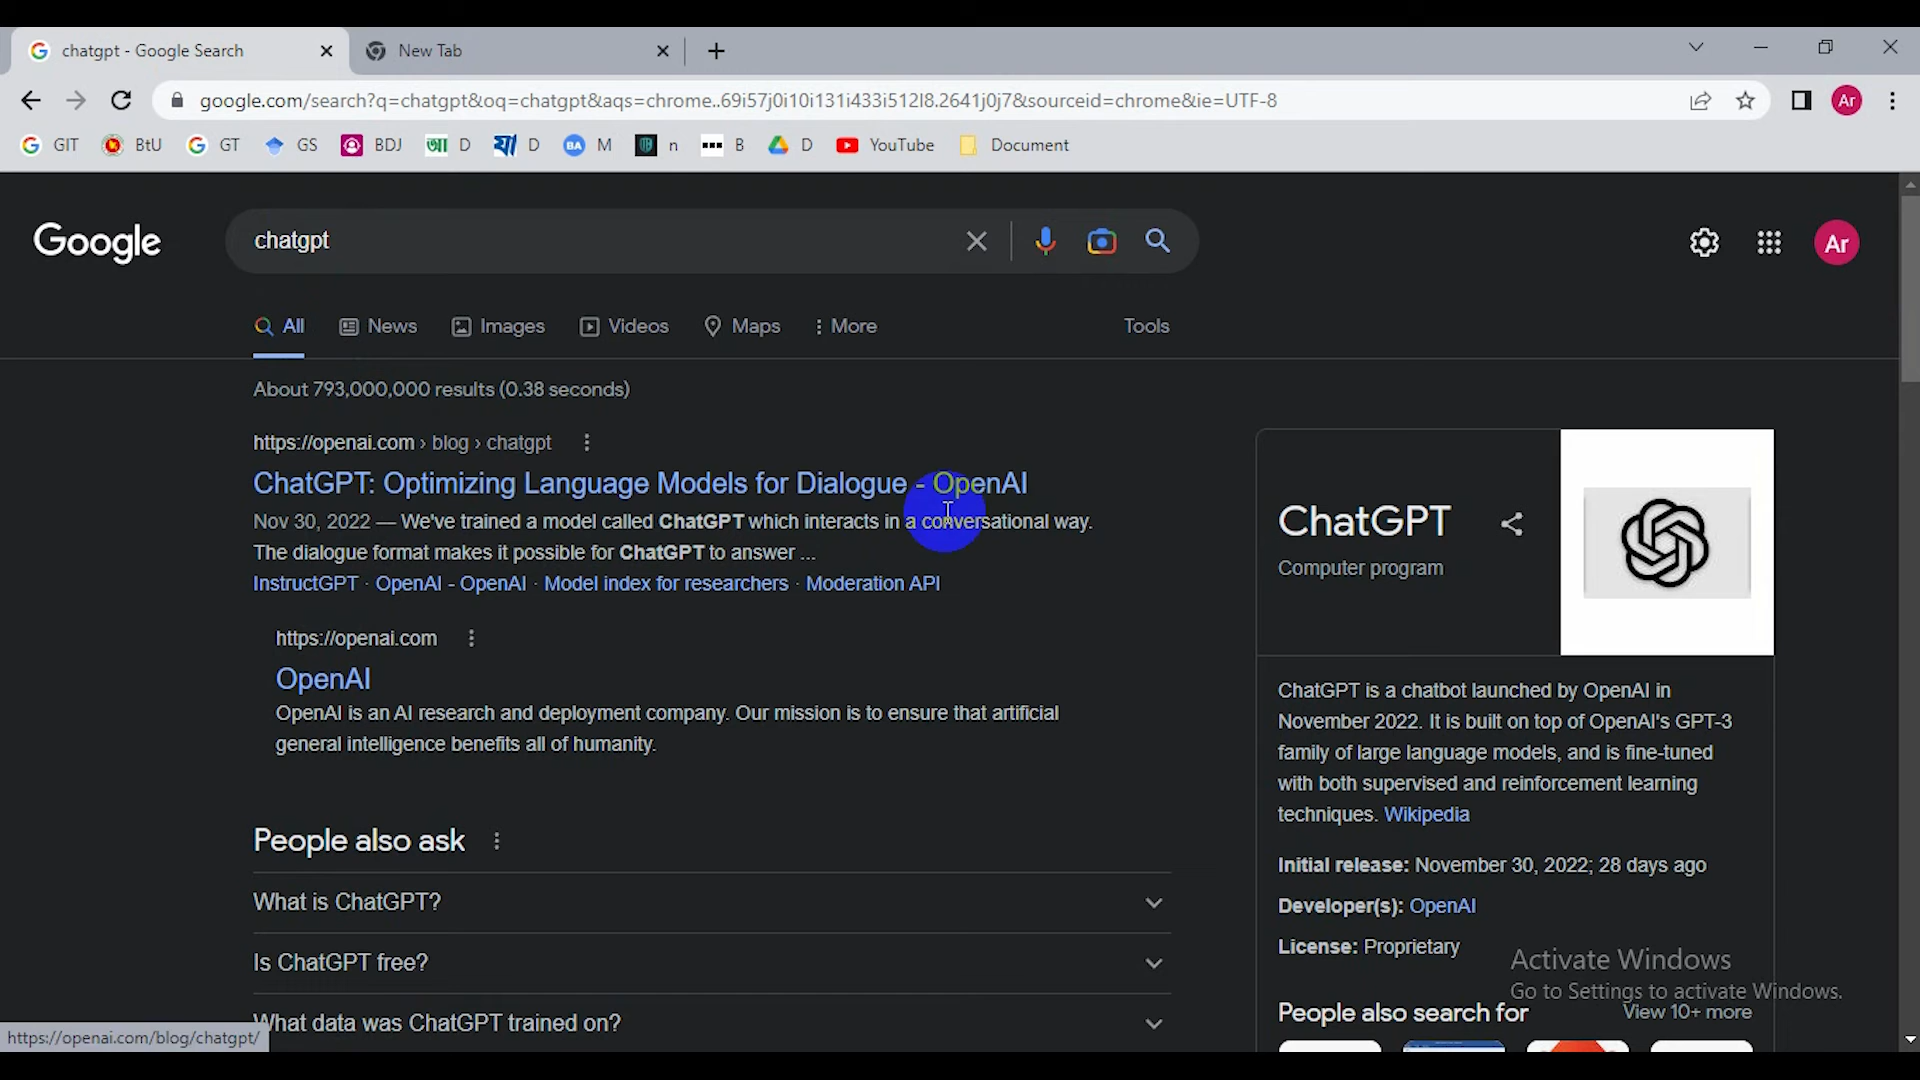 chatgpt - Google Search
New Tab
google.com/search?q=chatgpt&oq=chatgpt&aqs=chrome..69i57j0i10i131i433i512l8.2641j0j7&sourceid=chrome&ie=UTF-8
Ar
GIT
BtU
GT
GS
BDJ
D
D
BA M
n
B
D
YouTube
Document
Google
chatgpt
Ar
All
News
Images
Videos
Maps
More
Tools
About 793,000,000 results (0.38 seconds)
https://openai.com › blog › chatgpt
ChatGPT: Optimizing Language Models for Dialogue - OpenAI
Nov 30, 2022 — We've trained a model called ChatGPT which interacts in a conversational way.
The dialogue format makes it possible for ChatGPT to answer ...
InstructGPT · OpenAI - OpenAI · Model index for researchers · Moderation API
https://openai.com
OpenAI
OpenAI is an AI research and deployment company. Our mission is to ensure that artificial
general intelligence benefits all of humanity.
People also ask
What is ChatGPT?
Is ChatGPT free?
What data was ChatGPT trained on?
https://openai.com/blog/chatgpt/
ChatGPT
Computer program
ChatGPT is a chatbot launched by OpenAI in
November 2022. It is built on top of OpenAI's GPT-3
family of large language models, and is fine-tuned
with both supervised and reinforcement learning
techniques. Wikipedia
Initial release: November 30, 2022; 28 days ago
Developer(s): OpenAI
License: Proprietary
Activate Windows
Go to Settings to activate Windows.
People also search for
View 10+ more